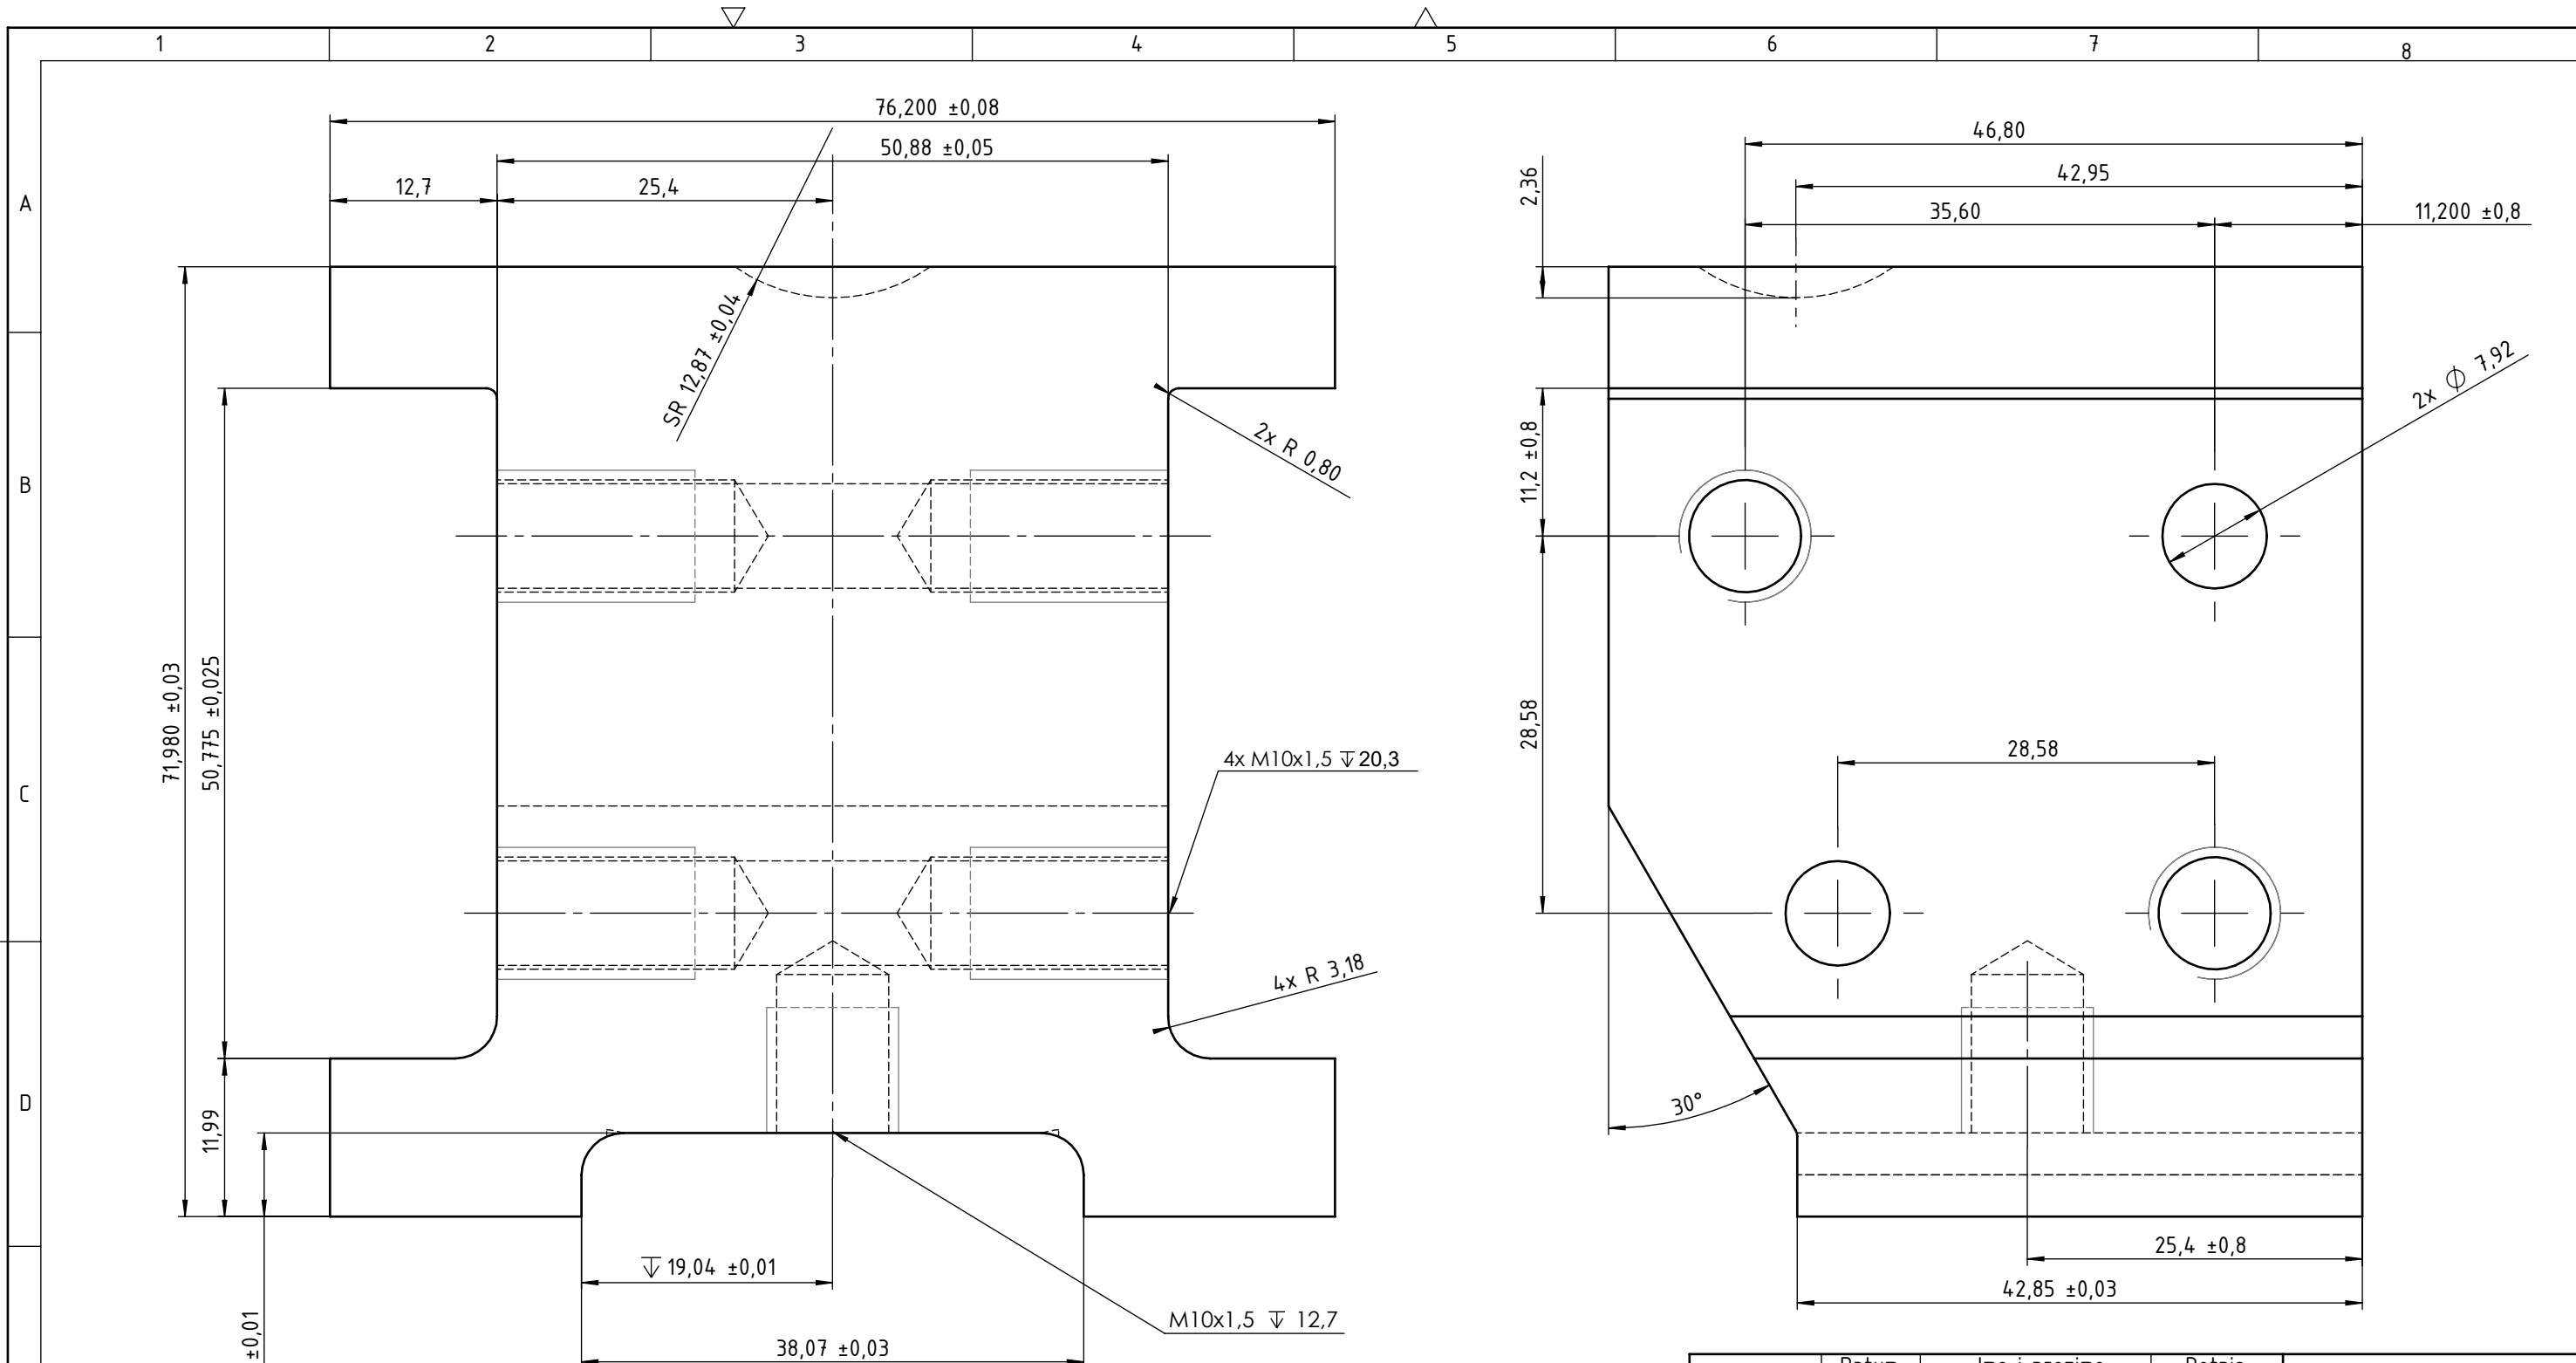 1 2 3 4 5 6 7 8
76,200 ±0,08
50,88 ±0,05
12,7
25,4
SR 12,87 ±0,04
2x R 0,80
46,80
42,95
35,60
11,200 ±0,8
2,36
2x Ø 7,92
11,2 ±0,8
28,58
28,58
A
B
C
D
71,980 ±0,03
50,775 ±0,025
4x M10x1,5 ↧ 20,3
4x R 3,18
11,99
30°
↧ 19,04 ±0,01
M10x1,5 ↧ 12,7
38,07 ±0,03
±0,01
25,4 ±0,8
42,85 ±0,03
Datum Ime i prezime